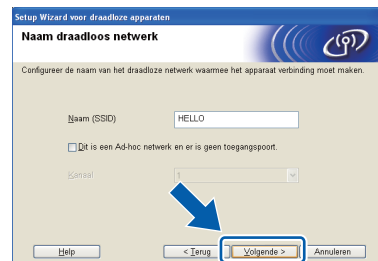 Setup Wizard voor draadloze apparaten
Naam draadloos netwerk
Configureer de naam van het draadloze netwerk waarmee het apparaat verbinding moet maken.
Naam (SSID) HELLO
Dit is een Ad-hoc netwerk en er is geen toegangspoort.
Kanaal 1
Help < Terug Volgende > Annuleren